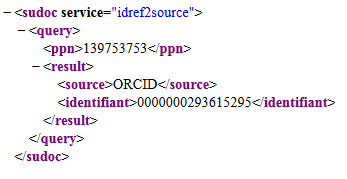 − <sudoc service="idref2source">
− <query>
<ppn>139753753</ppn>
− <result>
<source>ORCID</source>
<identifiant>0000000293615295</identifiant>
</result>
</query>
</sudoc>